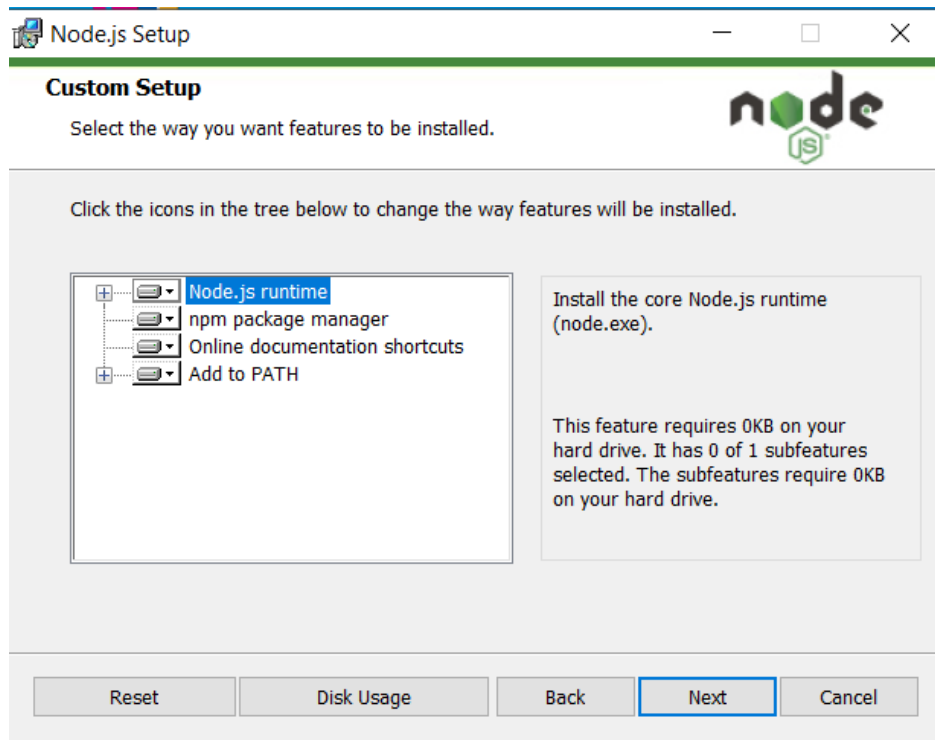 Node.js Setup
Custom Setup
Select the way you want features to be installed.
node
JS
Click the icons in the tree below to change the way features will be installed.
Node.js runtime
npm package manager
Online documentation shortcuts
Add to PATH
Install the core Node.js runtime
(node.exe).
This feature requires 0KB on your
hard drive. It has 0 of 1 subfeatures
selected. The subfeatures require 0KB
on your hard drive.
Reset
Disk Usage
Back
Next
Cancel